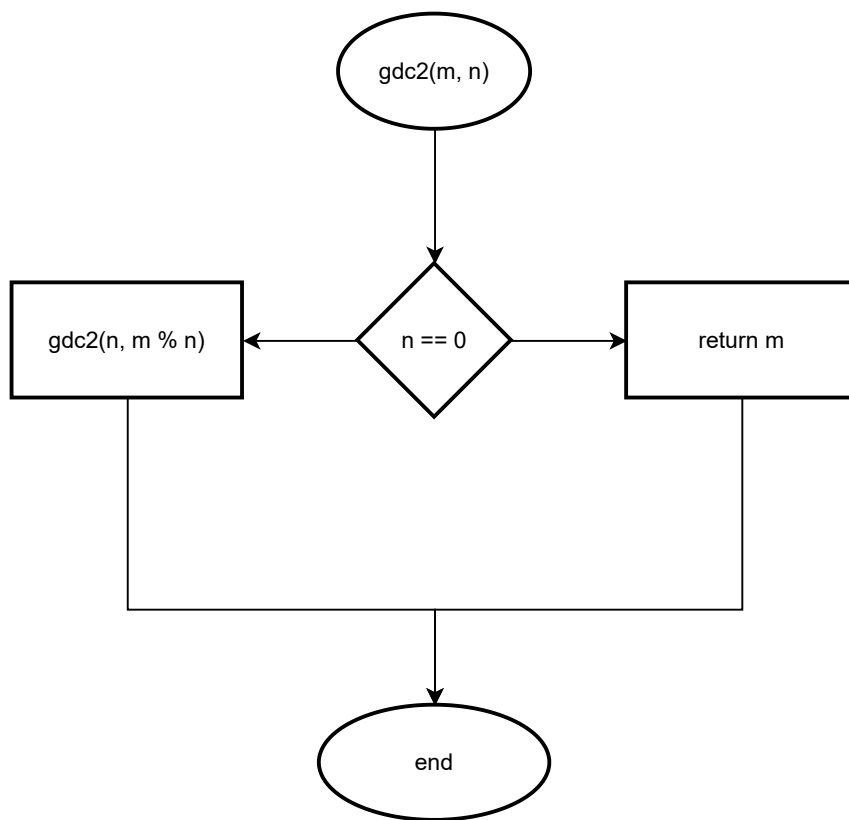 gdc2(m, n)
gdc2(n, m % n)
n == 0
return m
end